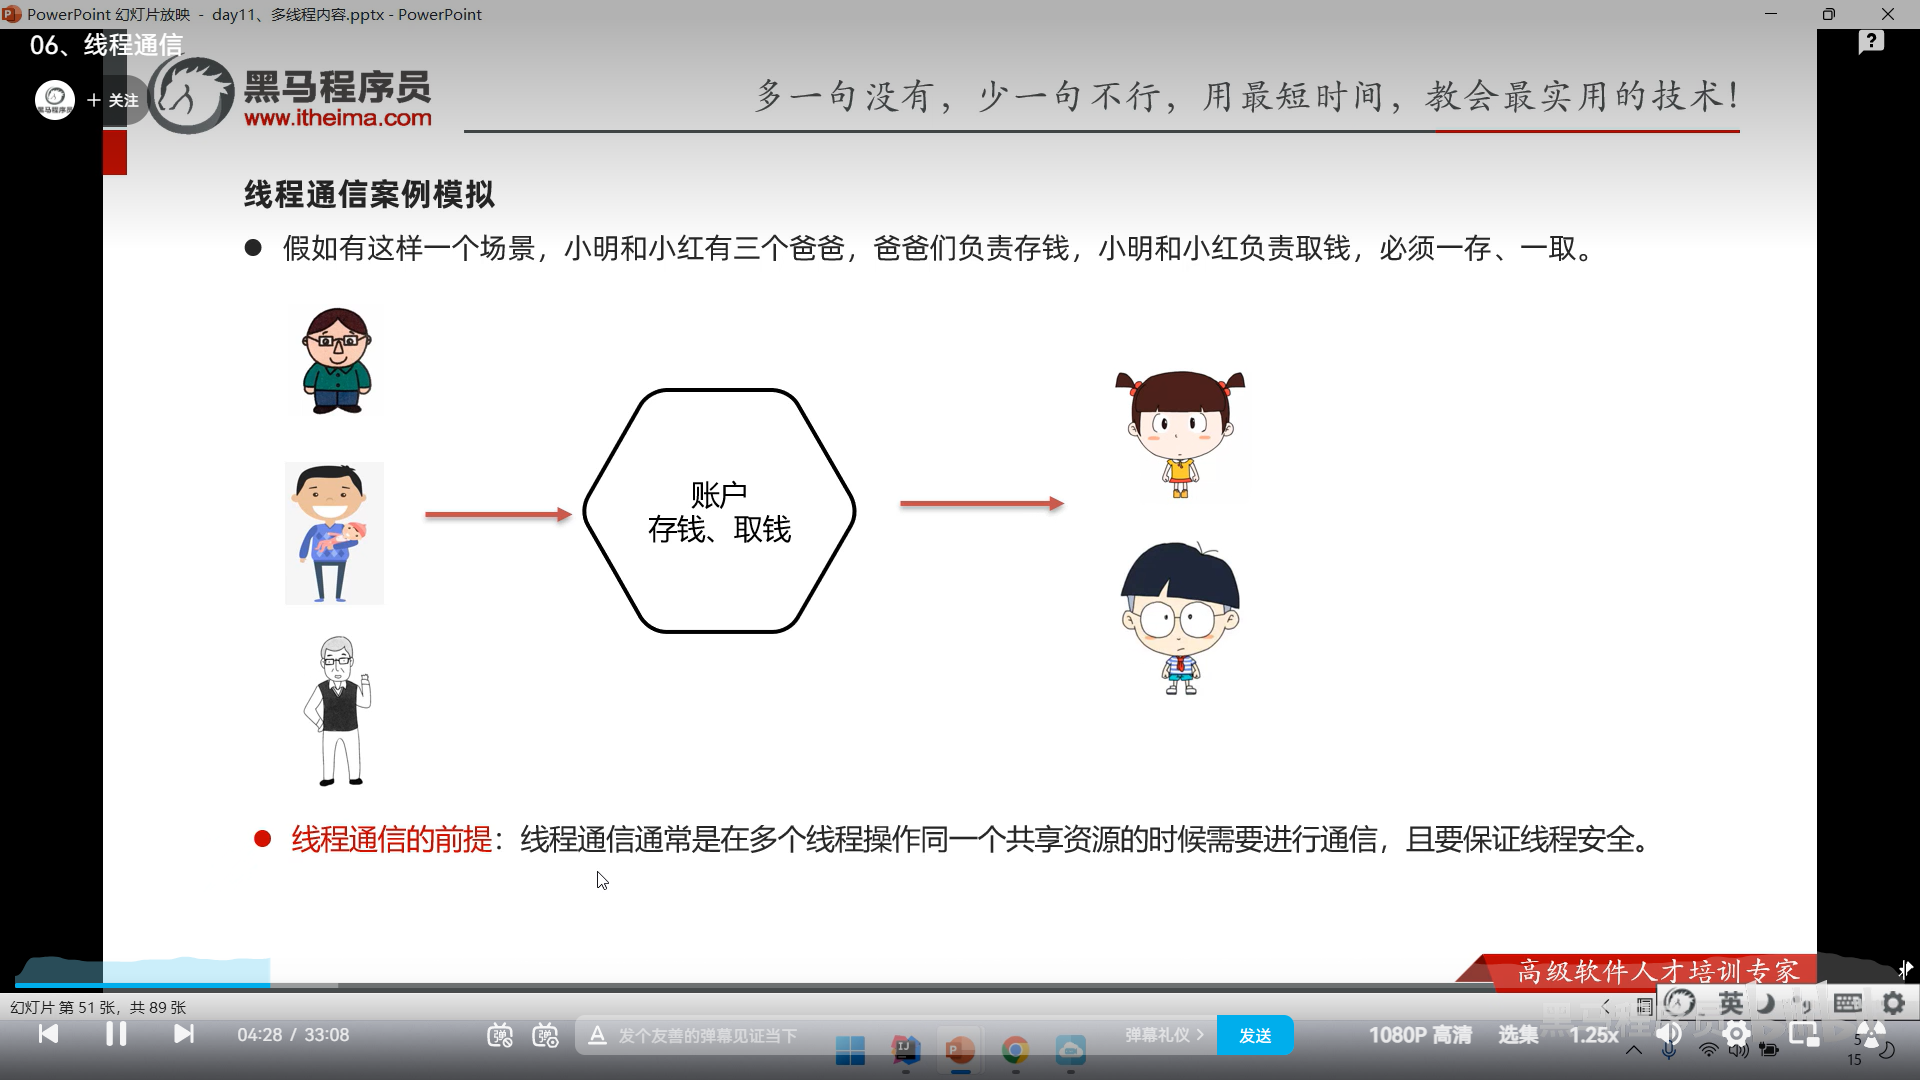 PowerPoint 幻灯片放映 - day11、多线程内容.pptx - PowerPoint
06、线程通信
+ 关注
黑马程序员
www.itheima.com
多一句没有，少一句不行，用最短时间，教会最实用的技术！
线程通信案例模拟
假如有这样一个场景，小明和小红有三个爸爸，爸爸们负责存钱，小明和小红负责取钱，必须一存、一取。
账户
存钱、取钱
线程通信的前提：线程通信通常是在多个线程操作同一个共享资源的时候需要进行通信，且要保证线程安全。
高级软件人才培训专家
幻灯片 第 51 张，共 89 张
英
04:28 / 33:08
弹
弹
A 发个友善的弹幕见证当下
弹幕礼仪 >
发送
1080P 高清
选集
1.25x
15